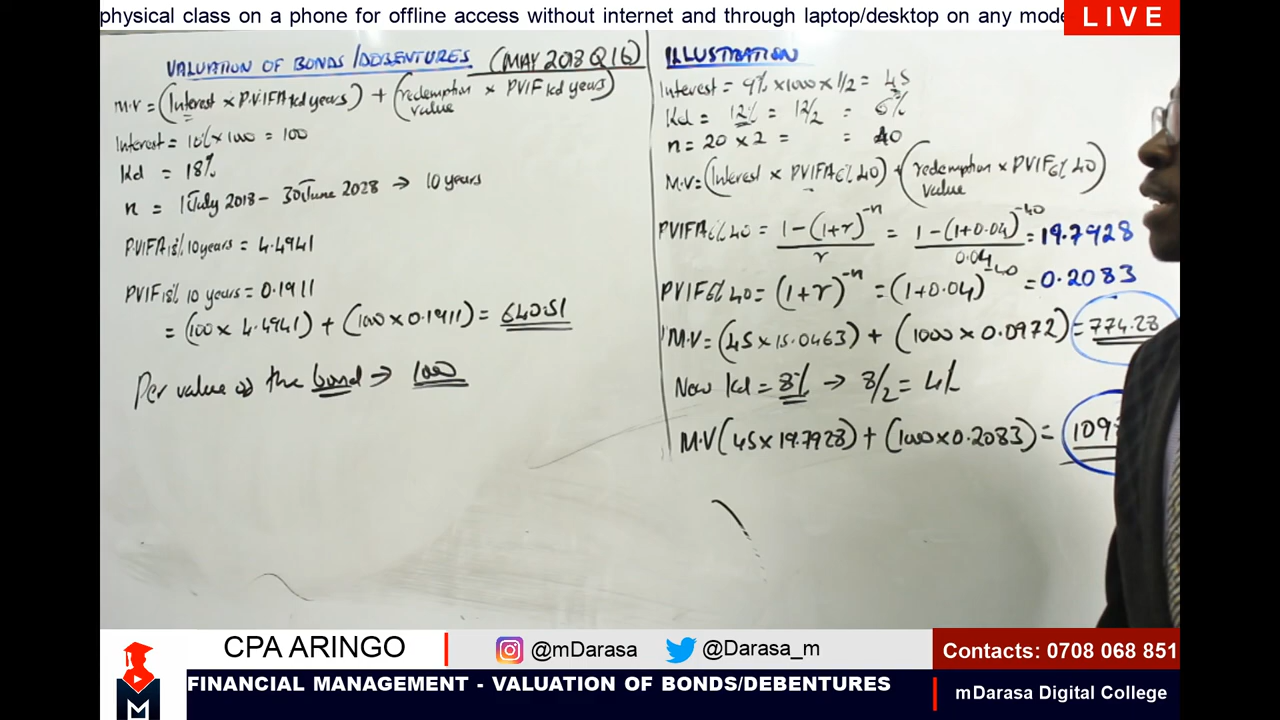 physical class on a phone for offline access without internet and through laptop/desktop on any mode
LIVE
VALUATION OF BONDS/DEBENTURES (MAY 2018 Q16)
M.V = (Interest x PVIFA kd years) + (redemption value x PVIF kd years)
Interest = 10% x 1000 = 100
Kd = 18%
n = 1 July 2018 - 30 June 2028 → 10 years
PVIFA 18% 10 years = 4.4941
PVIF 18% 10 years = 0.1911
= (100 x 4.4941) + (1000 x 0.1911) = 640.51
Per value of the bond → 1000
ILLUSTRATION
Interest = 9% x 1000 x 1/2 = 45
Kd = 12% = 12/2 = 6%
n = 20 x 2 = = 40
M.V = (Interest x PVIFA 6% 40) + (redemption value x PVIF 6% 40)
PVIFA 6% 40 = 1-(1+r)^-n / r = 1-(1+0.04)^-40 / 0.04 = 19.7928
PVIF 6% 40 = (1+r)^-n = (1+0.04)^-40 = 0.2083
M.V = (45 x 15.0463) + (1000 x 0.0972) = 774.28
Now kd = 8% → 8/2 = 4%
M.V (45 x 19.7928) + (1000 x 0.2083) = 109
CPA ARINGO
@mDarasa
@Darasa_m
Contacts: 0708 068 851
FINANCIAL MANAGEMENT - VALUATION OF BONDS/DEBENTURES
mDarasa Digital College